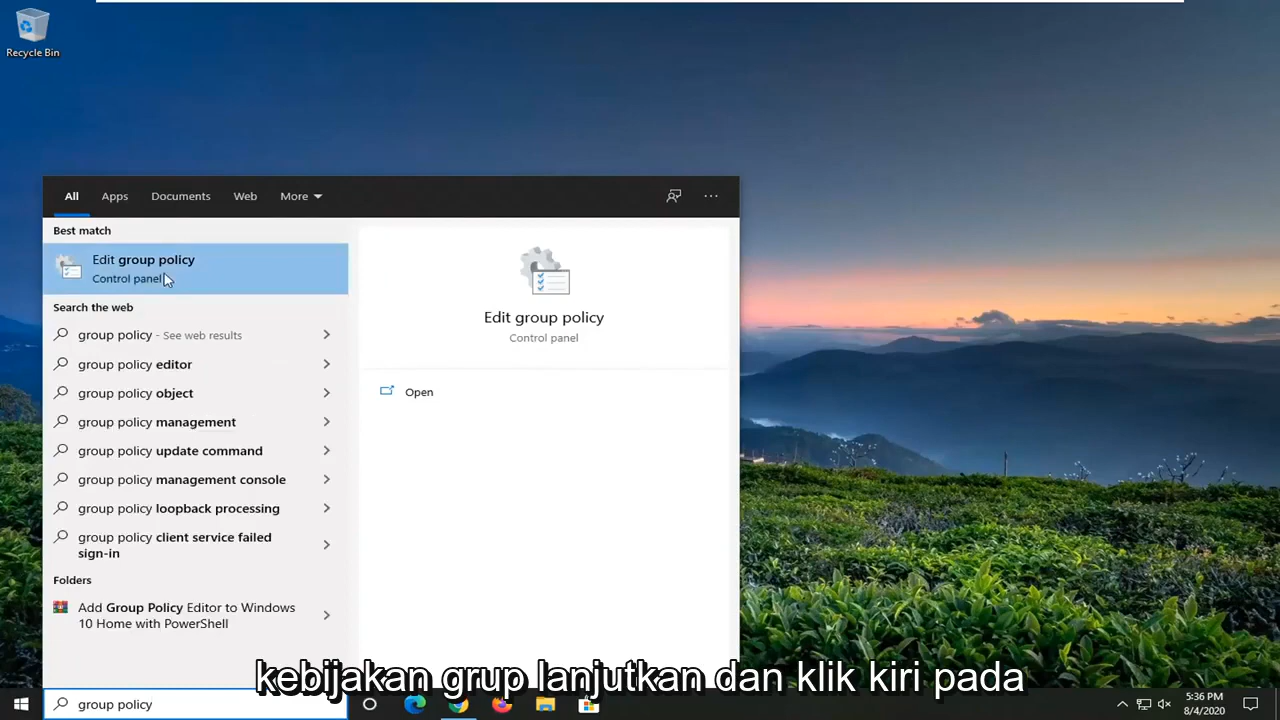 Recycle Bin
All
Apps
Documents
Web
More
Best match
Edit group policy
Control panel
Search the web
group policy - See web results
group policy editor
group policy object
group policy management
group policy update command
group policy management console
group policy loopback processing
group policy client service failed
sign-in
Folders
Add Group Policy Editor to Windows
10 Home with PowerShell
Edit group policy
Control panel
Open
kebijakan grup lanjutkan dan klik kiri pada
group policy
5:36 PM
8/4/2020